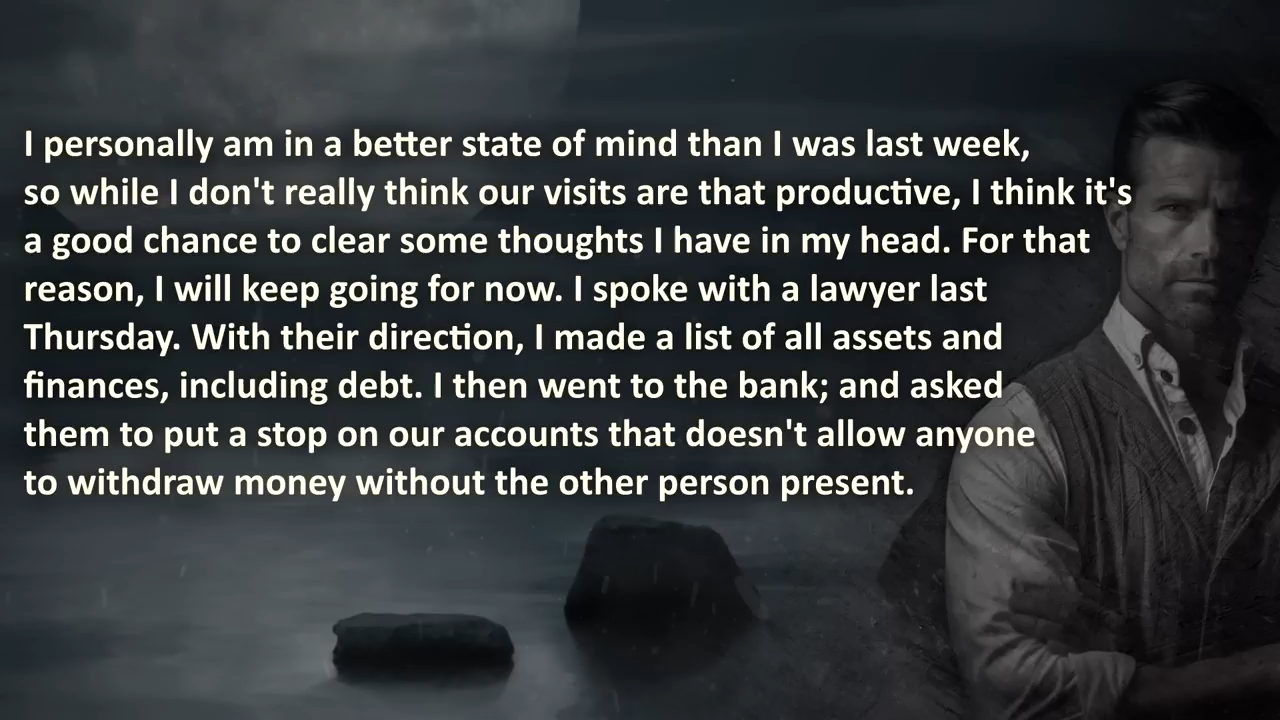 I personally am in a better state of mind than I was last week,
so while I don't really think our visits are that productive, I think it's
a good chance to clear some thoughts I have in my head. For that
reason, I will keep going for now. I spoke with a lawyer last
Thursday. With their direction, I made a list of all assets and
finances, including debt. I then went to the bank; and asked
them to put a stop on our accounts that doesn't allow anyone
to withdraw money without the other person present.